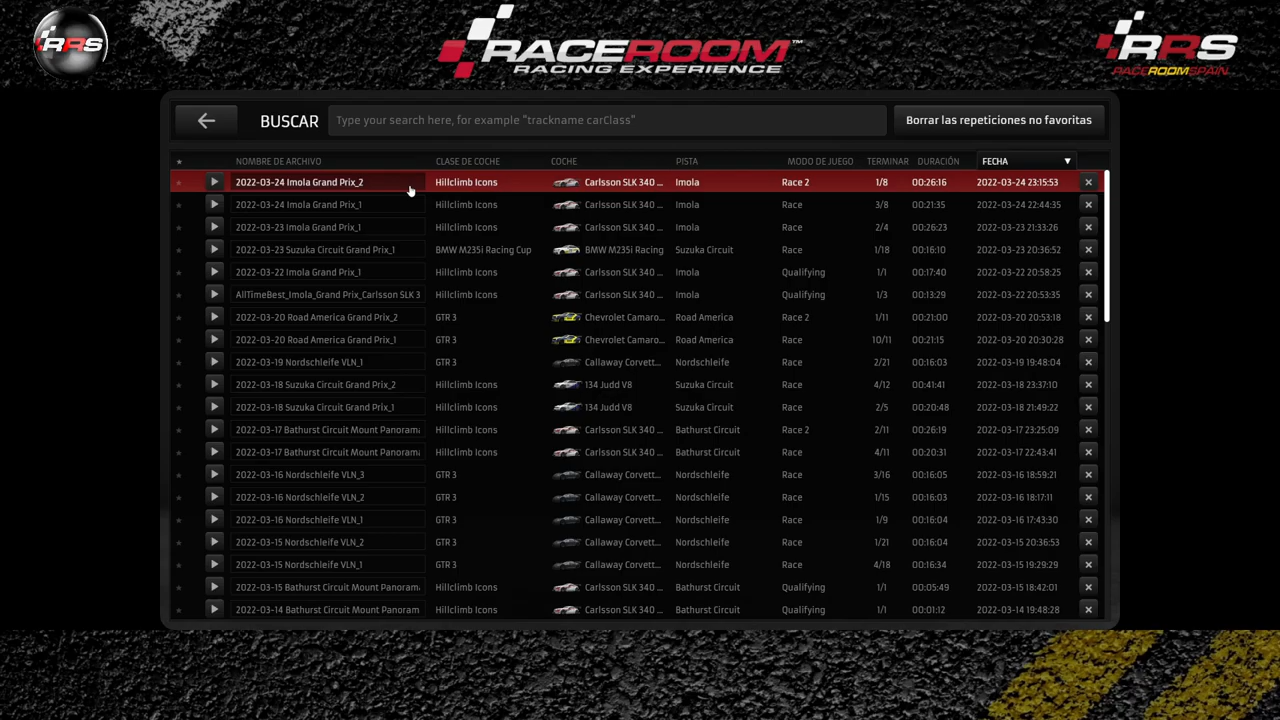 RRS
RACEROOM™
RACING EXPERIENCE
RRS
RACEROOMSPAIN
BUSCAR
Type your search here, for example "trackname carClass"
Borrar las repeticiones no favoritas
NOMBRE DE ARCHIVO CLASE DE COCHE COCHE PISTA MODO DE JUEGO TERMINAR DURACIÓN FECHA
2022-03-24 Imola Grand Prix_2 Hillclimb Icons Carlsson SLK 340 ... Imola Race 2 1/8 00:26:16 2022-03-24 23:15:53
2022-03-24 Imola Grand Prix_1 Hillclimb Icons Carlsson SLK 340 ... Imola Race 3/8 00:21:35 2022-03-24 22:44:35
2022-03-23 Imola Grand Prix_1 Hillclimb Icons Carlsson SLK 340 ... Imola Race 2/4 00:26:23 2022-03-23 21:33:26
2022-03-23 Suzuka Circuit Grand Prix_1 BMW M235i Racing Cup BMW M235i Racing Suzuka Circuit Race 1/18 00:16:10 2022-03-23 20:36:52
2022-03-22 Imola Grand Prix_1 Hillclimb Icons Carlsson SLK 340 ... Imola Qualifying 1/1 00:17:40 2022-03-22 20:58:25
AllTimeBest_Imola_Grand Prix_Carlsson SLK 3 Hillclimb Icons Carlsson SLK 340 ... Imola Qualifying 1/3 00:13:29 2022-03-22 20:53:35
2022-03-20 Road America Grand Prix_2 GTR 3 Chevrolet Camaro... Road America Race 2 1/11 00:21:00 2022-03-20 20:53:18
2022-03-20 Road America Grand Prix_1 GTR 3 Chevrolet Camaro... Road America Race 10/11 00:21:15 2022-03-20 20:30:28
2022-03-19 Nordschleife VLN_1 GTR 3 Callaway Corvett... Nordschleife Race 2/21 00:16:03 2022-03-19 19:48:04
2022-03-18 Suzuka Circuit Grand Prix_2 Hillclimb Icons 134 Judd V8 Suzuka Circuit Race 4/12 00:41:41 2022-03-18 23:37:10
2022-03-18 Suzuka Circuit Grand Prix_1 Hillclimb Icons 134 Judd V8 Suzuka Circuit Race 2/5 00:20:48 2022-03-18 21:49:22
2022-03-17 Bathurst Circuit Mount Panorama Hillclimb Icons Carlsson SLK 340 ... Bathurst Circuit Race 2 2/11 00:26:19 2022-03-17 23:25:09
2022-03-17 Bathurst Circuit Mount Panorama Hillclimb Icons Carlsson SLK 340 ... Bathurst Circuit Race 4/11 00:20:31 2022-03-17 22:43:41
2022-03-16 Nordschleife VLN_3 GTR 3 Callaway Corvett... Nordschleife Race 3/16 00:16:05 2022-03-16 18:59:21
2022-03-16 Nordschleife VLN_2 GTR 3 Callaway Corvett... Nordschleife Race 1/15 00:16:03 2022-03-16 18:17:11
2022-03-16 Nordschleife VLN_1 GTR 3 Callaway Corvett... Nordschleife Race 1/9 00:16:04 2022-03-16 17:43:30
2022-03-15 Nordschleife VLN_2 GTR 3 Callaway Corvett... Nordschleife Race 1/21 00:16:04 2022-03-15 20:36:53
2022-03-15 Nordschleife VLN_1 GTR 3 Callaway Corvett... Nordschleife Race 4/18 00:16:34 2022-03-15 19:29:29
2022-03-15 Bathurst Circuit Mount Panorama Hillclimb Icons Carlsson SLK 340 ... Bathurst Circuit Qualifying 1/1 00:05:49 2022-03-15 18:42:01
2022-03-14 Bathurst Circuit Mount Panoram Hillclimb Icons Carlsson SLK 340 ... Bathurst Circuit Qualifying 1/1 00:01:12 2022-03-14 19:48:28